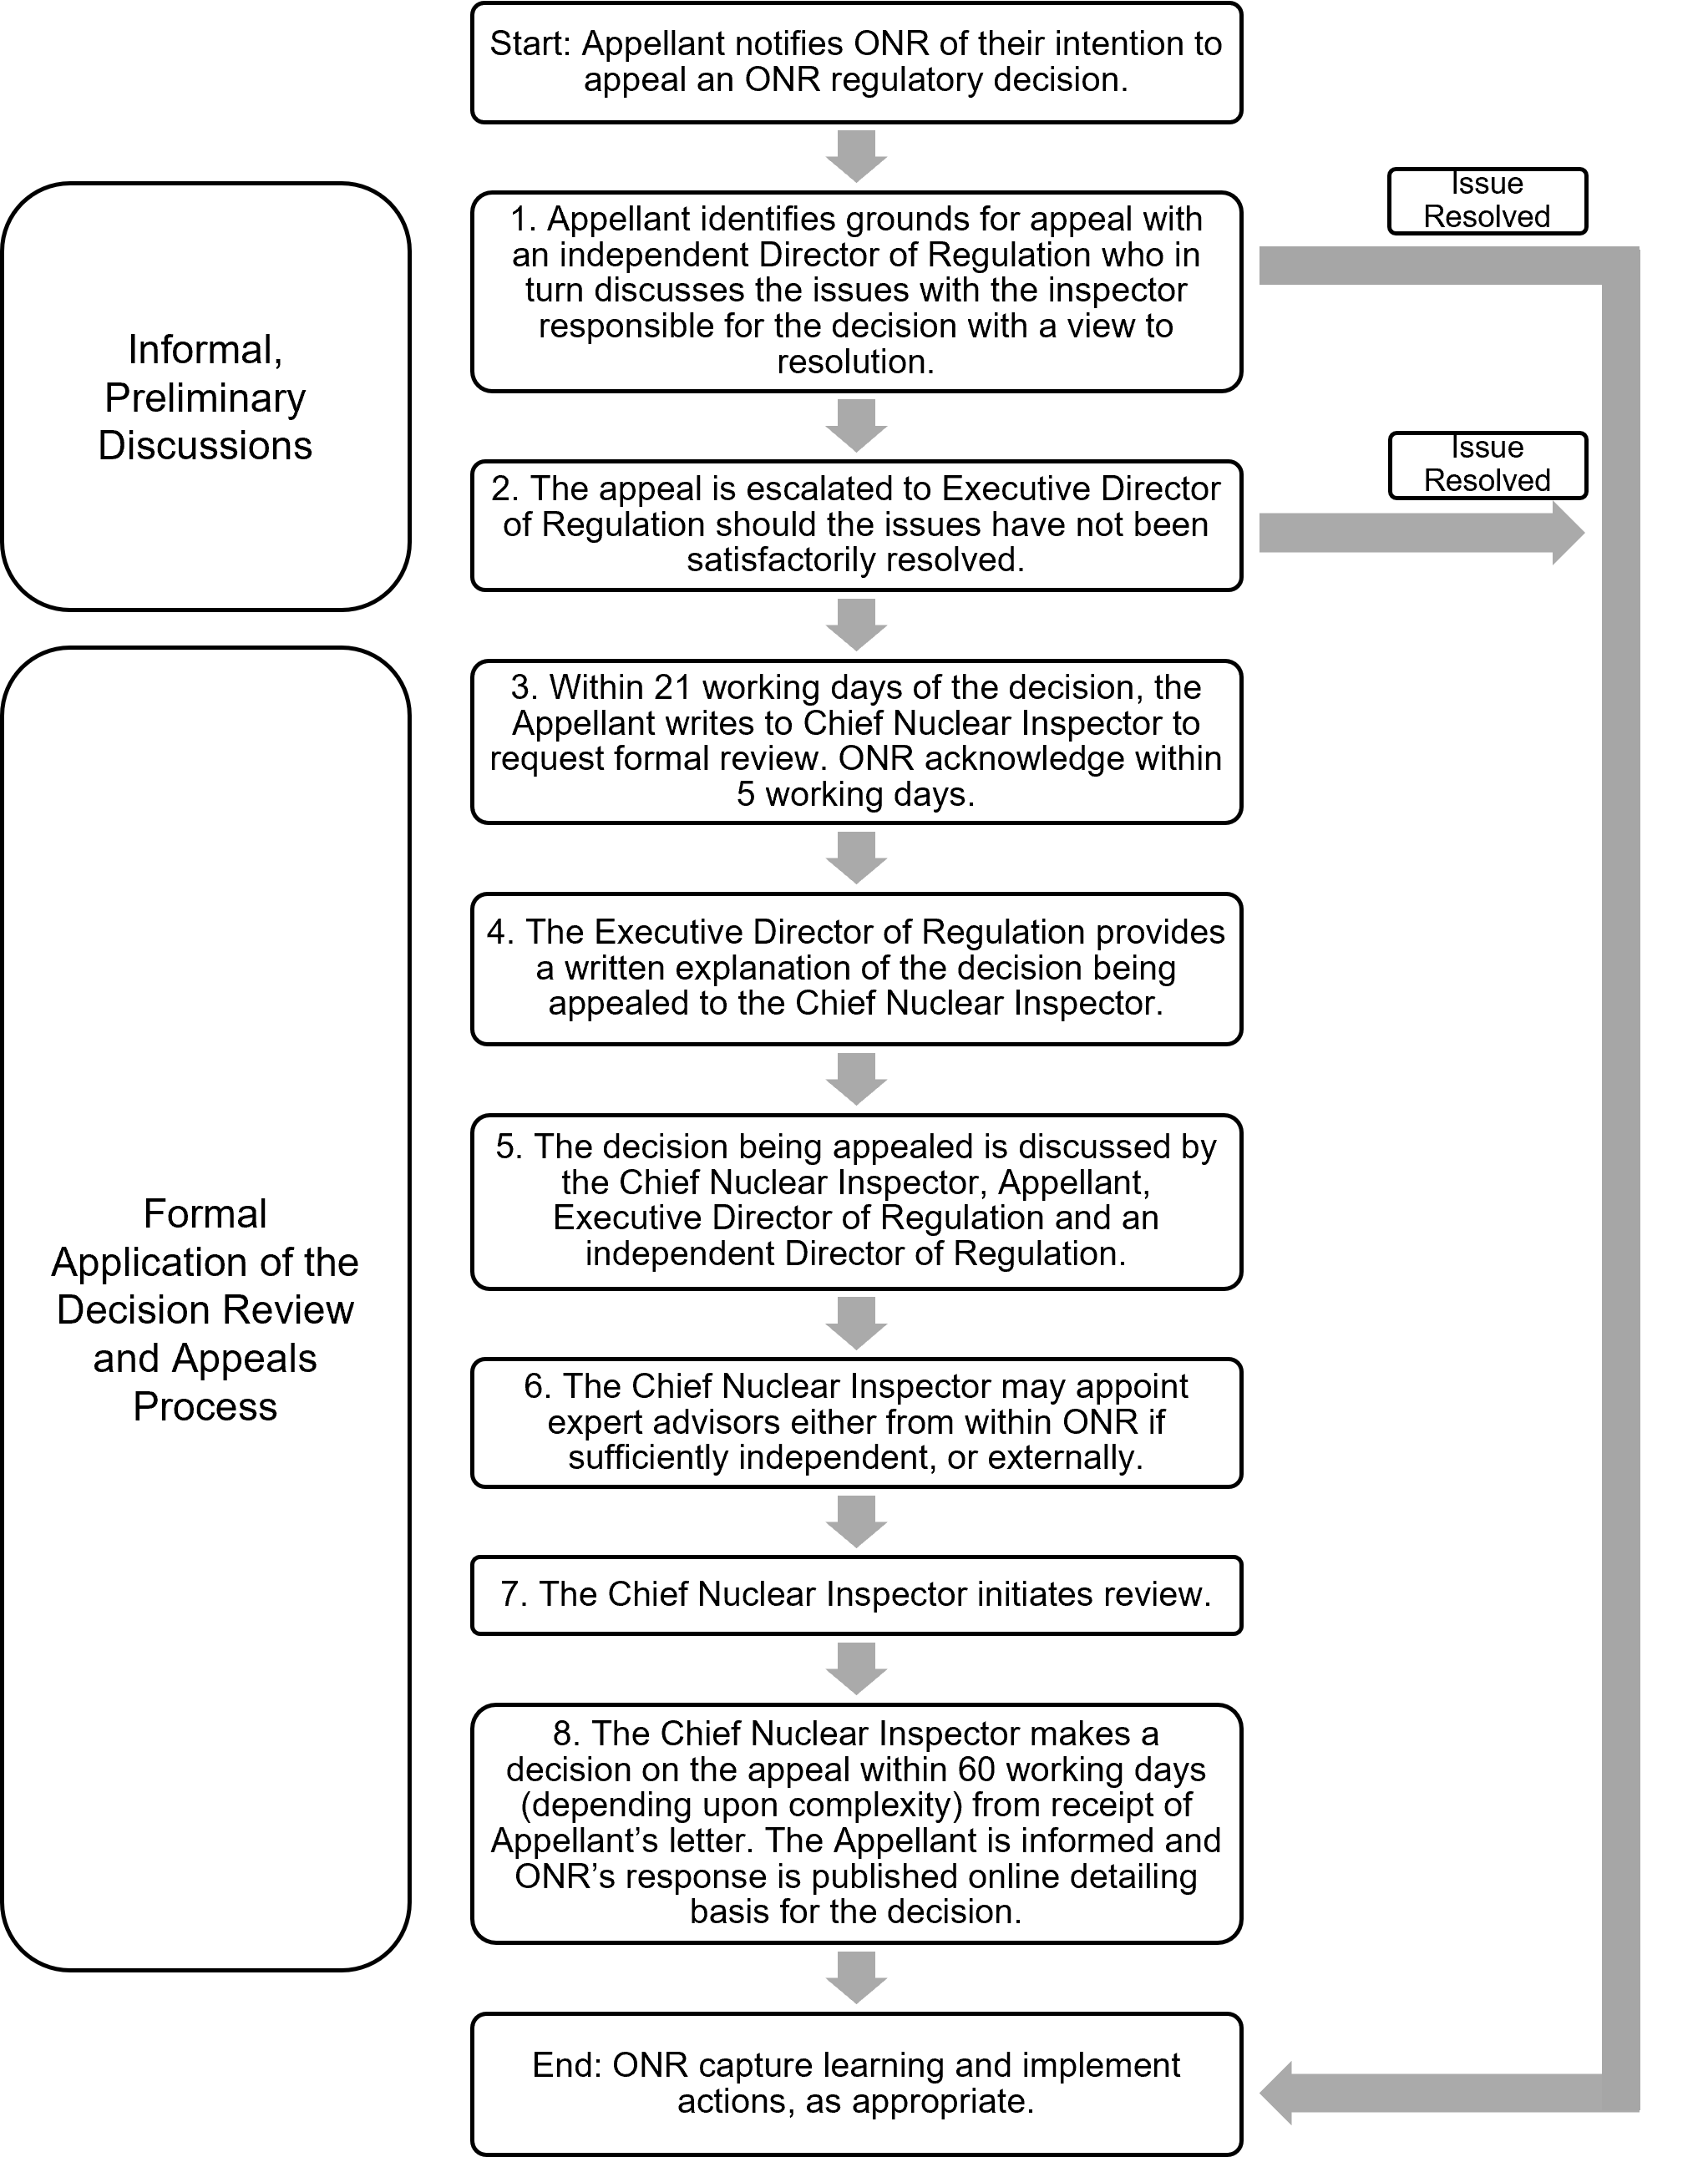 Start: Appellant notifies ONR of their intention to
appeal an ONR regulatory decision.
Informal,
Preliminary
Discussions
1. Appellant identifies grounds for appeal with
an independent Director of Regulation who in
turn discusses the issues with the inspector
responsible for the decision with a view to
resolution.
Issue
Resolved
2. The appeal is escalated to Executive Director
of Regulation should the issues have not been
satisfactorily resolved.
Issue
Resolved
Formal
Application of the
Decision Review
and Appeals
Process
3. Within 21 working days of the decision, the
Appellant writes to Chief Nuclear Inspector to
request formal review. ONR acknowledge within
5 working days.
4. The Executive Director of Regulation provides
a written explanation of the decision being
appealed to the Chief Nuclear Inspector.
5. The decision being appealed is discussed by
the Chief Nuclear Inspector, Appellant,
Executive Director of Regulation and an
independent Director of Regulation.
6. The Chief Nuclear Inspector may appoint
expert advisors either from within ONR if
sufficiently independent, or externally.
7. The Chief Nuclear Inspector initiates review.
8. The Chief Nuclear Inspector makes a
decision on the appeal within 60 working days
(depending upon complexity) from receipt of
Appellant’s letter. The Appellant is informed and
ONR’s response is published online detailing
basis for the decision.
End: ONR capture learning and implement
actions, as appropriate.